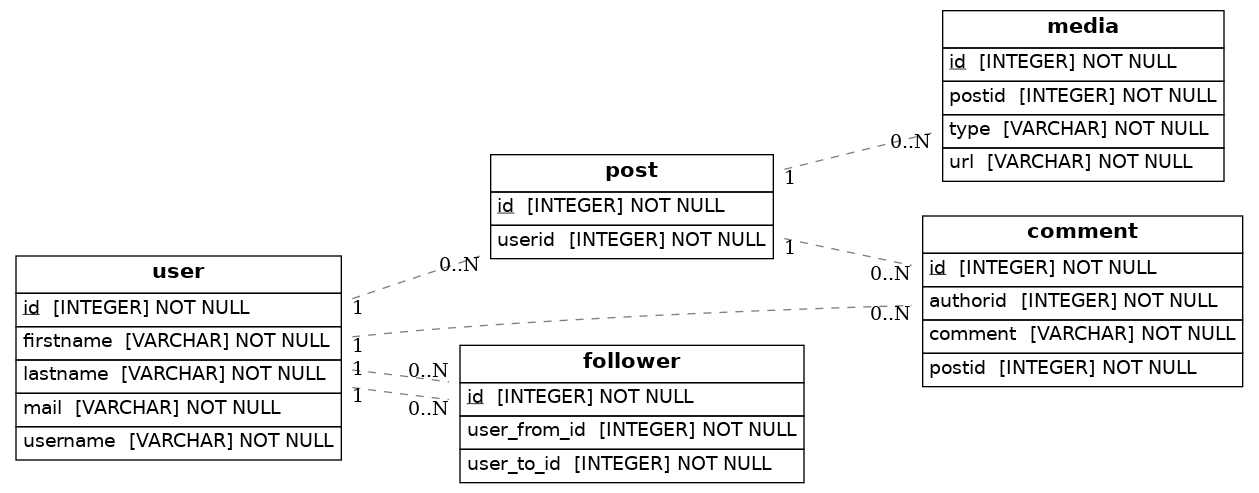 media
id [INTEGER] NOT NULL
postid [INTEGER] NOT NULL
type [VARCHAR] NOT NULL
url [VARCHAR] NOT NULL
0..N
1
post
id [INTEGER] NOT NULL
userid [INTEGER] NOT NULL
1
0..N
comment
id [INTEGER] NOT NULL
authorid [INTEGER] NOT NULL
comment [VARCHAR] NOT NULL
postid [INTEGER] NOT NULL
0..N
1
user
id [INTEGER] NOT NULL
firstname [VARCHAR] NOT NULL
lastname [VARCHAR] NOT NULL
mail [VARCHAR] NOT NULL
username [VARCHAR] NOT NULL
1
0..N
1
0..N
1
0..N
follower
id [INTEGER] NOT NULL
user_from_id [INTEGER] NOT NULL
user_to_id [INTEGER] NOT NULL